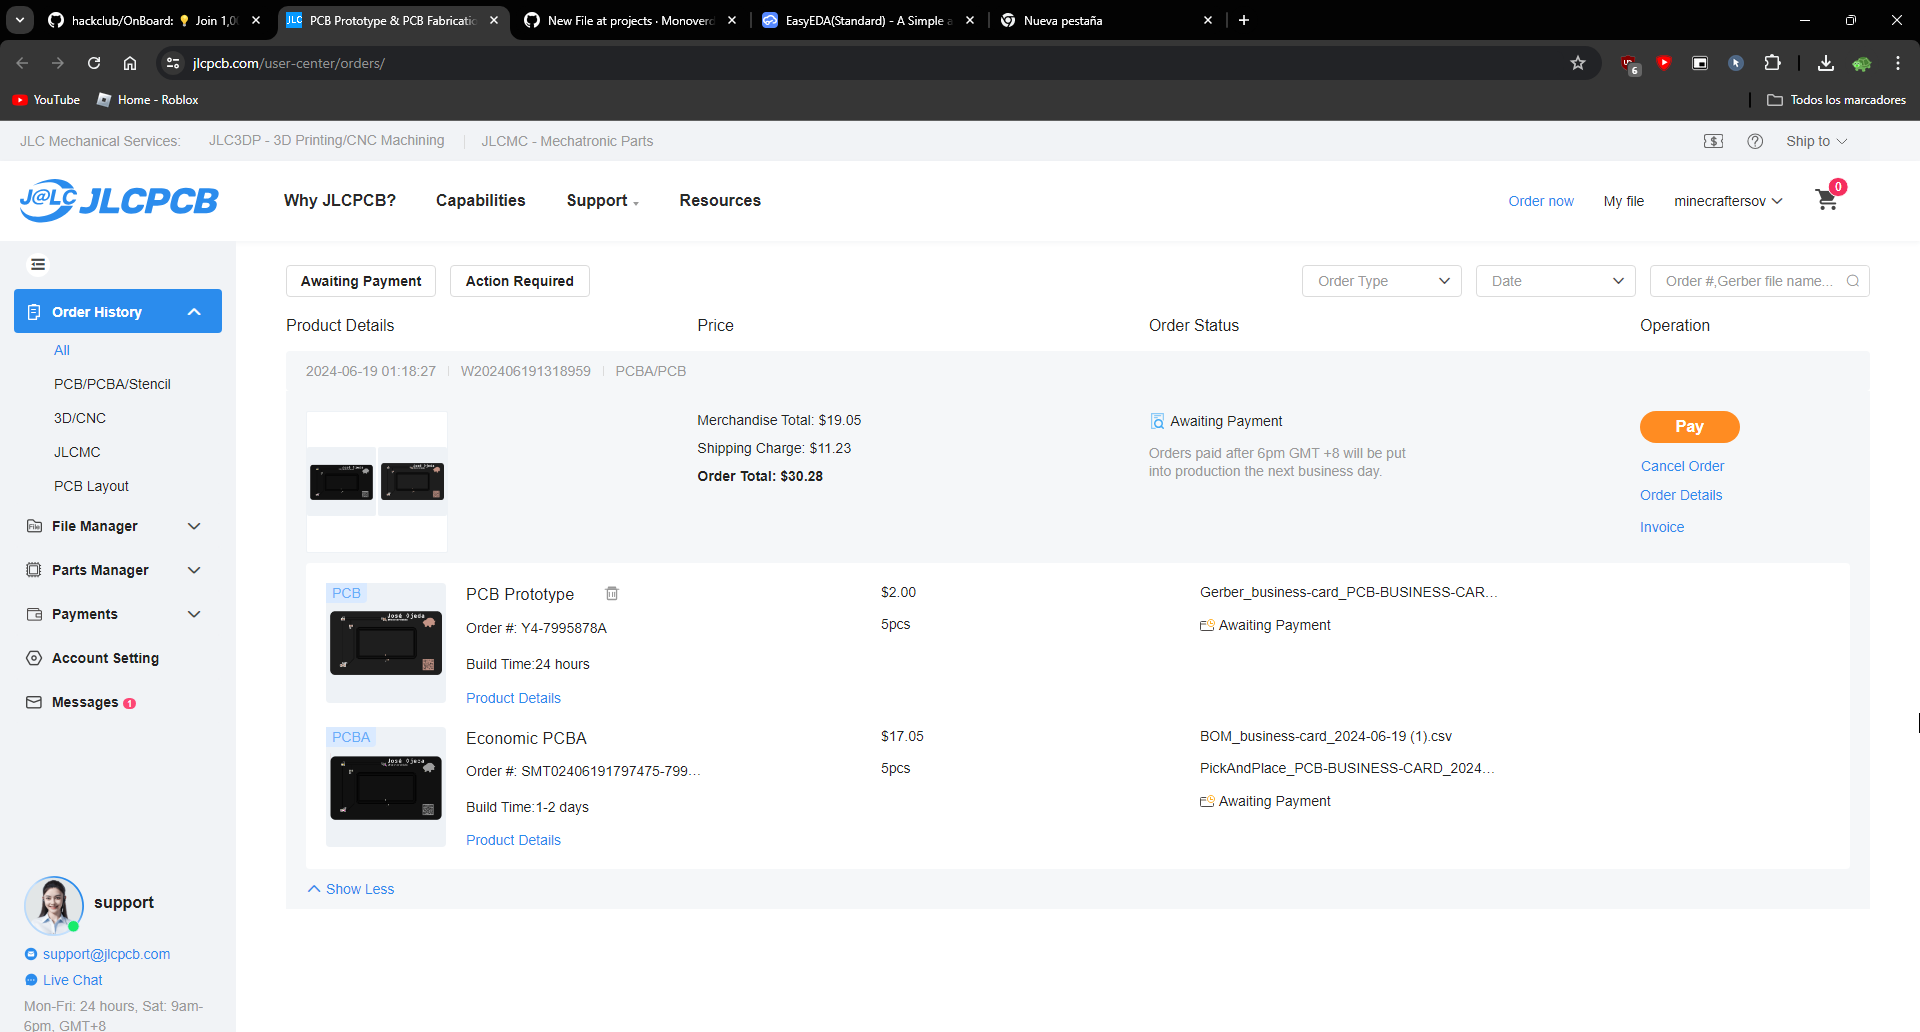 hackclub/OnBoard: 💡 Join 1,0
JLC PCB Prototype & PCB Fabricatio
New File at projects · Monoverd
EasyEDA(Standard) - A Simple a
Nueva pestaña
jlcpcb.com/user-center/orders/
6
YouTube
Home - Roblox
Todos los marcadores
JLC Mechanical Services:
JLC3DP - 3D Printing/CNC Machining
JLCMC - Mechatronic Parts
Ship to
J@LC JLCPCB
Why JLCPCB?
Capabilities
Support
Resources
Order now
My file
minecraftersov
0
Order History
All
PCB/PCBA/Stencil
3D/CNC
JLCMC
PCB Layout
File Manager
Parts Manager
Payments
Account Setting
Messages 1
support
support@jlcpcb.com
Live Chat
Mon-Fri: 24 hours, Sat: 9am-
6pm, GMT+8
Awaiting Payment
Action Required
Order Type
Date
Order #,Gerber file name...
Product Details
Price
Order Status
Operation
2024-06-19 01:18:27
W202406191318959
PCBA/PCB
Merchandise Total: $19.05
Shipping Charge: $11.23
Order Total: $30.28
Awaiting Payment
Orders paid after 6pm GMT +8 will be put
into production the next business day.
Pay
Cancel Order
Order Details
Invoice
PCB
José Ojeda
PCB Prototype
Order #: Y4-7995878A
Build Time:24 hours
Product Details
$2.00
5pcs
Gerber_business-card_PCB-BUSINESS-CAR...
Awaiting Payment
PCBA
José Ojeda
Economic PCBA
Order #: SMT02406191797475-799...
Build Time:1-2 days
Product Details
$17.05
5pcs
BOM_business-card_2024-06-19 (1).csv
PickAndPlace_PCB-BUSINESS-CARD_2024...
Awaiting Payment
Show Less